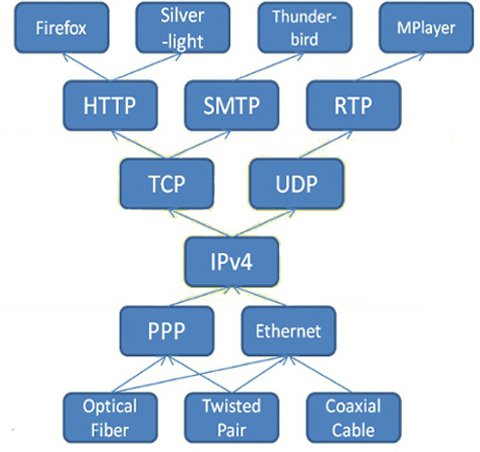 Firefox
Silver
-light
Thunder-
bird
MPlayer
HTTP
SMTP
RTP
TCP
UDP
IPv4
PPP
Ethernet
Optical
Fiber
Twisted
Pair
Coaxial
Cable